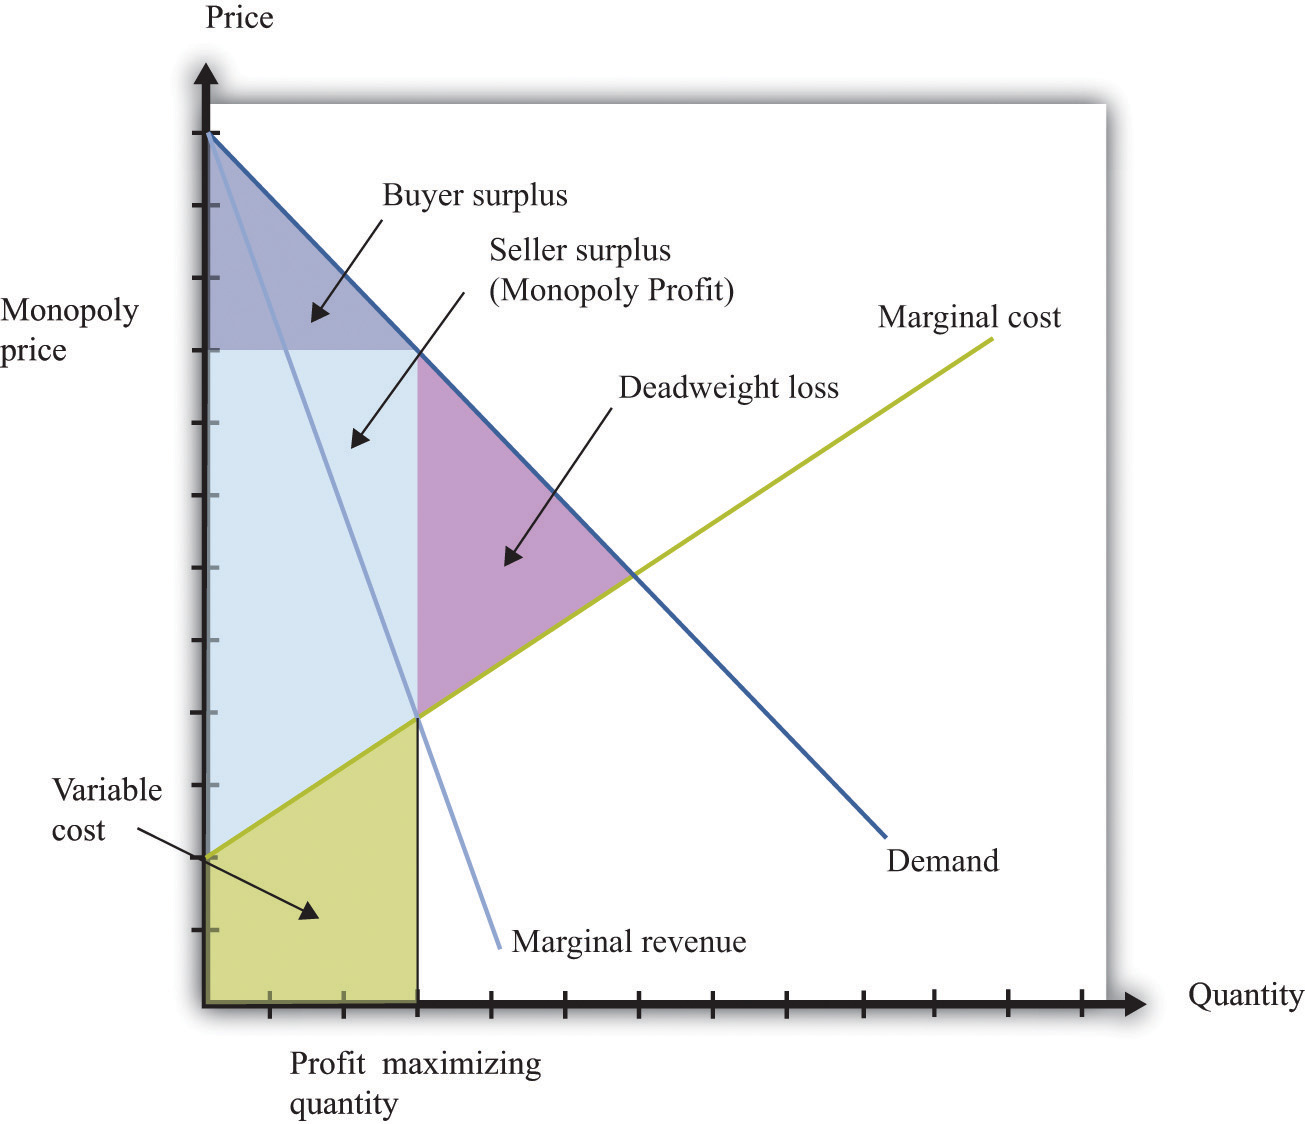 Price
Buyer surplus
Seller surplus
(Monopoly Profit)
Monopoly
price
Marginal cost
Deadweight loss
Variable
cost
Demand
Marginal revenue
Quantity
Profit maximizing
quantity